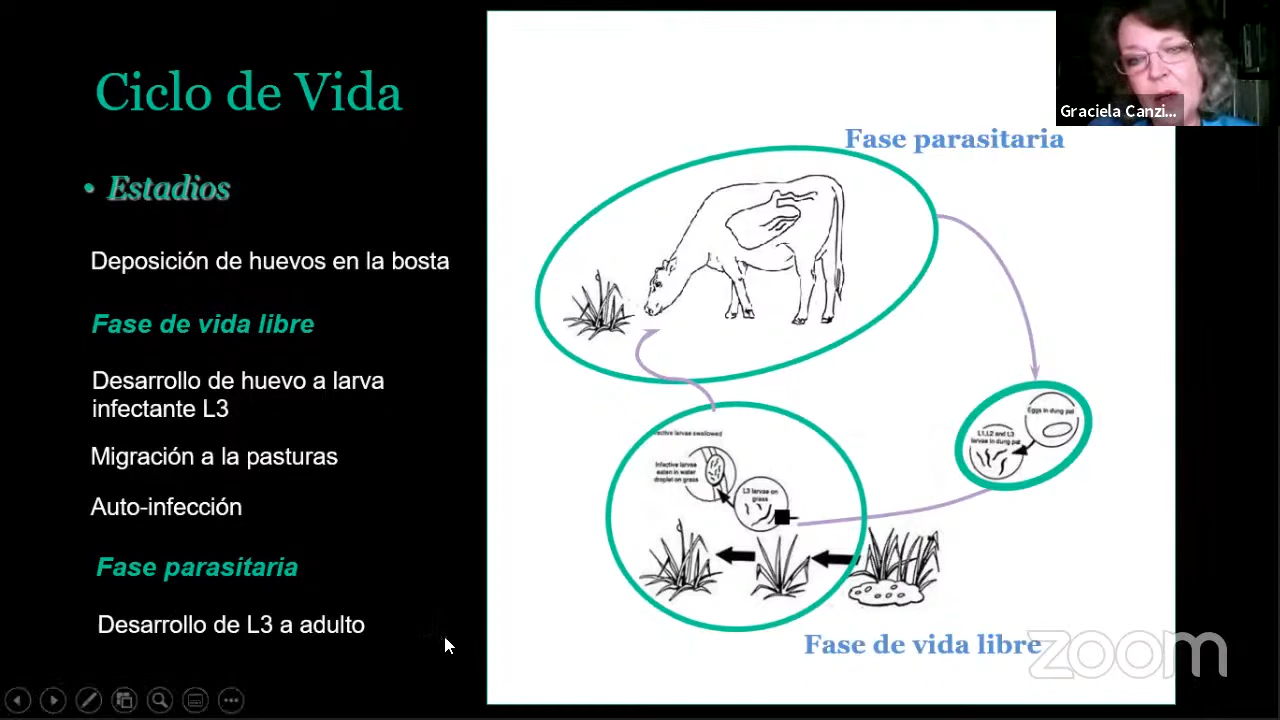 Ciclo de Vida
• Estadios
Deposición de huevos en la bosta
Fase de vida libre
Desarrollo de huevo a larva
infectante L3
Migración a la pasturas
Auto-infección
Fase parasitaria
Desarrollo de L3 a adulto
Graciela Canzi...
Fase parasitaria
Eggs in dung pat
L1,L2 and L3
larvae in dung pat
larvae swallowed
Infective larvae
eaten in water
droplet on grass
L3 larvae on
grass
Fase de vida libre
zoom